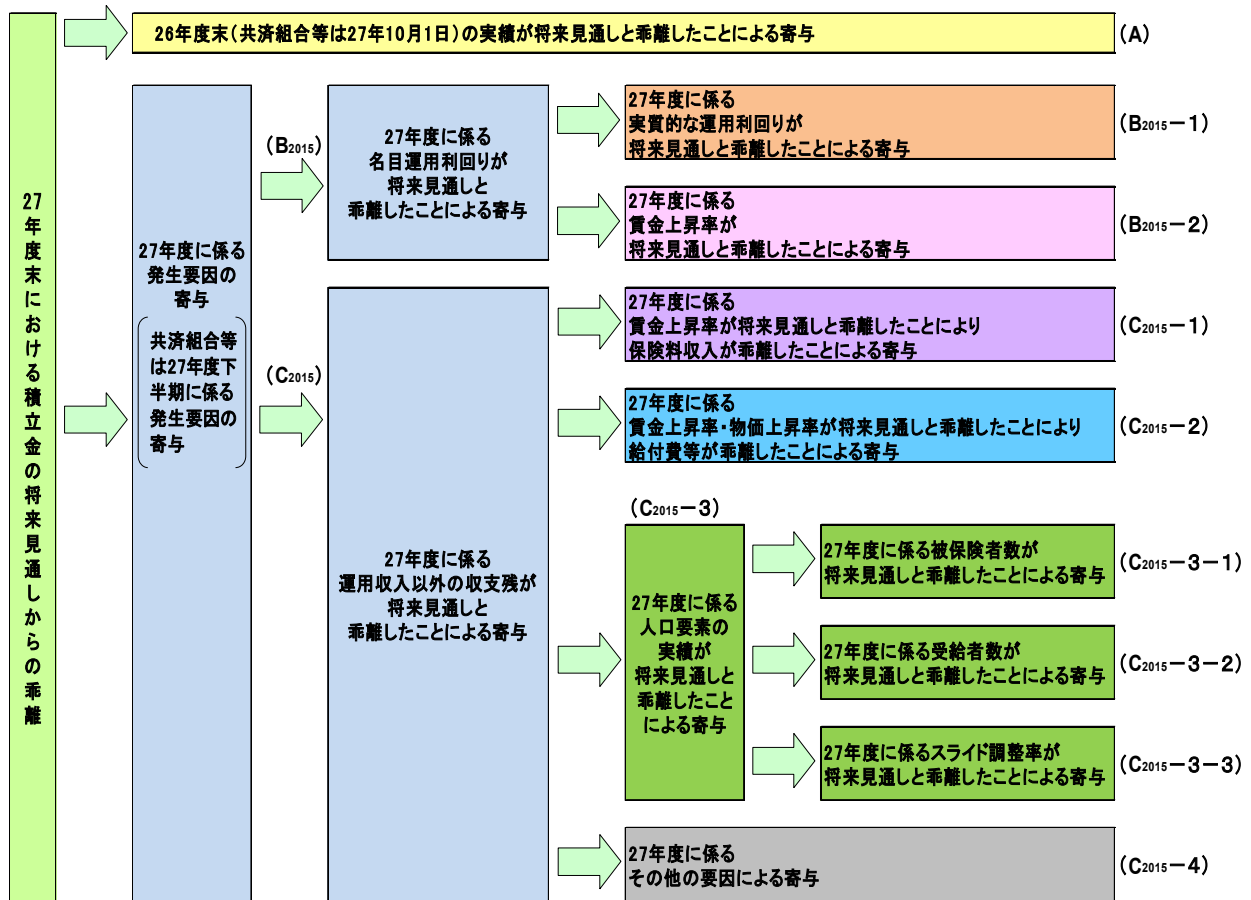 27年度末における積立金の将来見通しからの乖離
26年度末(共済組合等は27年10月1日)の実績が将来見通しと乖離したことによる寄与
(A)
27年度に係る
発生要因の
寄与
共済組合等
は27年度下
半期に係る
発生要因の
寄与
(B2015)
27年度に係る
名目運用利回りが
将来見通しと
乖離したことによる寄与
27年度に係る
実質的な運用利回りが
将来見通しと乖離したことによる寄与
(B2015-1)
27年度に係る
賃金上昇率が
将来見通しと乖離したことによる寄与
(B2015-2)
(C2015)
27年度に係る
運用収入以外の収支残が
将来見通しと
乖離したことによる寄与
27年度に係る
賃金上昇率が将来見通しと乖離したことにより
保険料収入が乖離したことによる寄与
(C2015-1)
27年度に係る
賃金上昇率・物価上昇率が将来見通しと乖離したことにより
給付費等が乖離したことによる寄与
(C2015-2)
(C2015-3)
27年度に係る
人口要素の
実績が
将来見通しと
乖離したこと
による寄与
27年度に係る被保険者数が
将来見通しと乖離したことによる寄与
(C2015-3-1)
27年度に係る受給者数が
将来見通しと乖離したことによる寄与
(C2015-3-2)
27年度に係るスライド調整率が
将来見通しと乖離したことによる寄与
(C2015-3-3)
27年度に係る
その他の要因による寄与
(C2015-4)